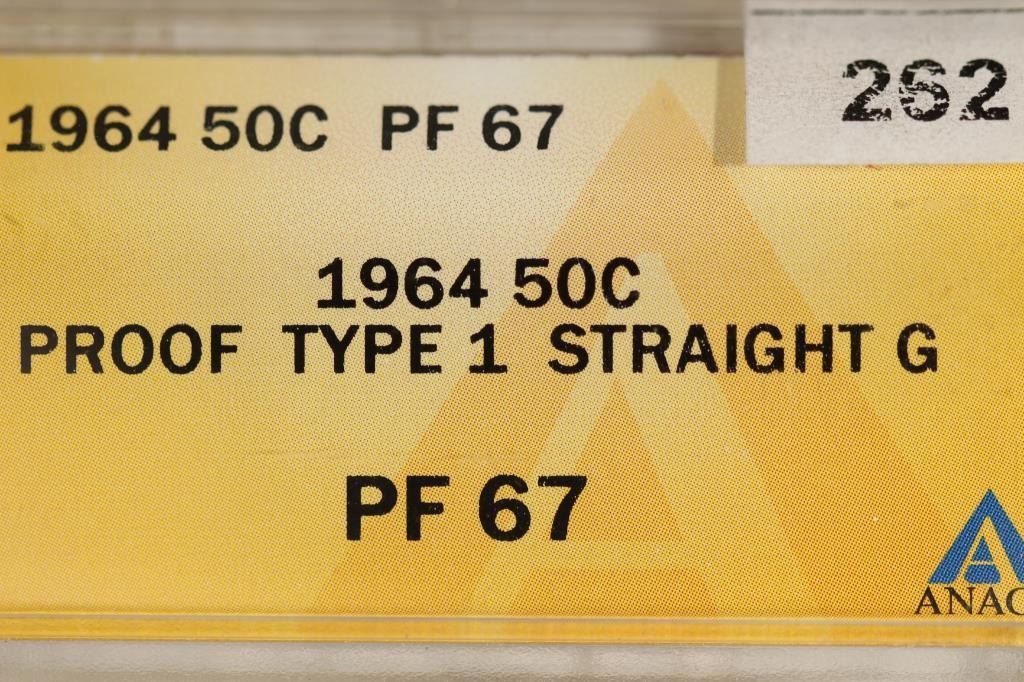 262
1964 50C PF 67
1964 50C
PROOF TYPE 1 STRAIGHT G
PF 67
ANAC